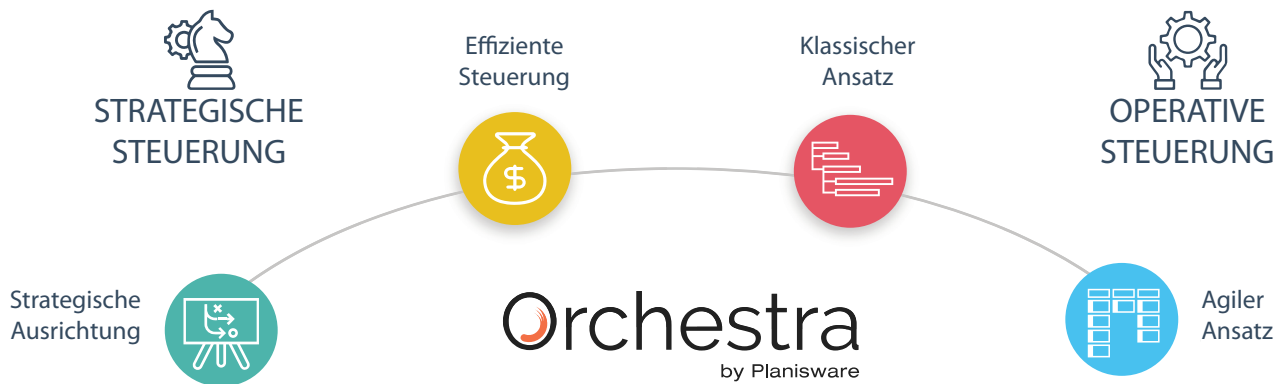 STRATEGISCHE
STEUERUNG
Effiziente
Steuerung
Klassischer
Ansatz
OPERATIVE
STEUERUNG
$
Strategische
Ausrichtung
Orchestra
by Planisware
Agiler
Ansatz